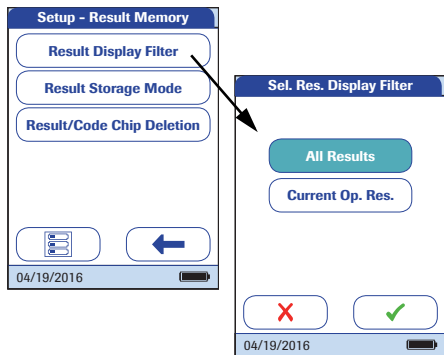 Setup - Result Memory
Result Display Filter
Result Storage Mode
Result/Code Chip Deletion
04/19/2016
Sel. Res. Display Filter
All Results
Current Op. Res.
04/19/2016